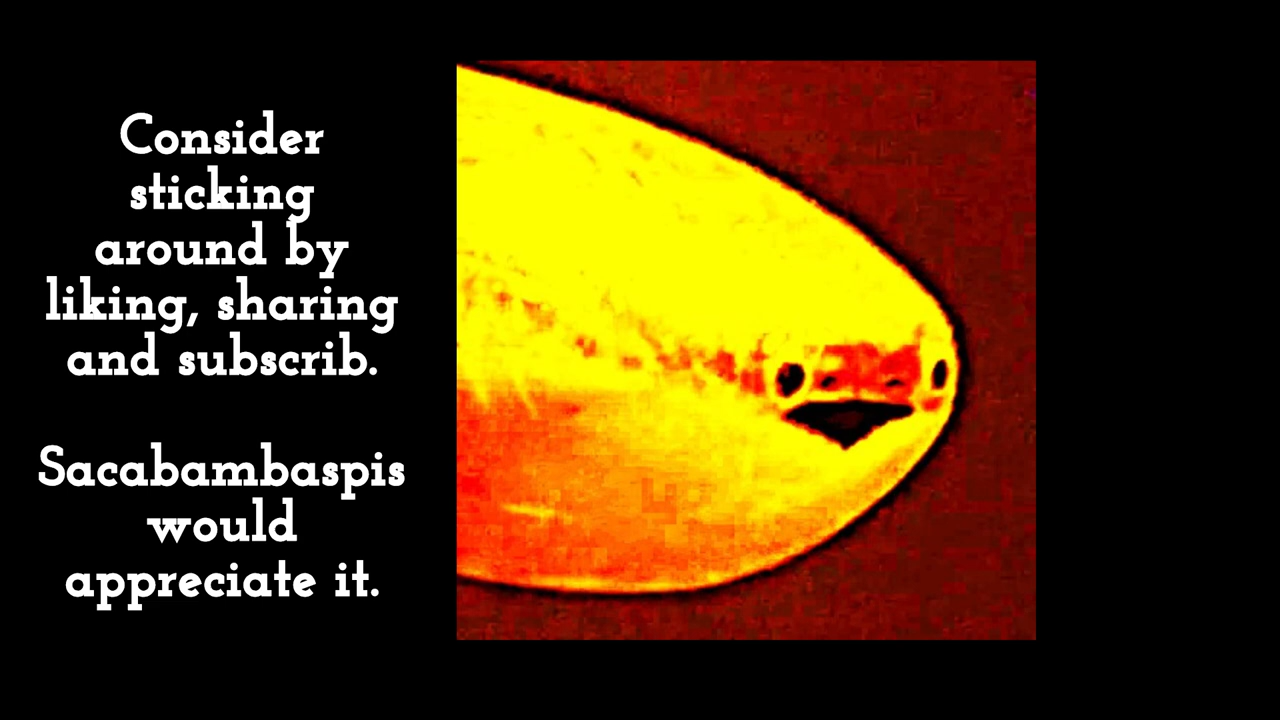 Consider
sticking
around by
liking, sharing
and subscrib.
Sacabambaspis
would
appreciate it.